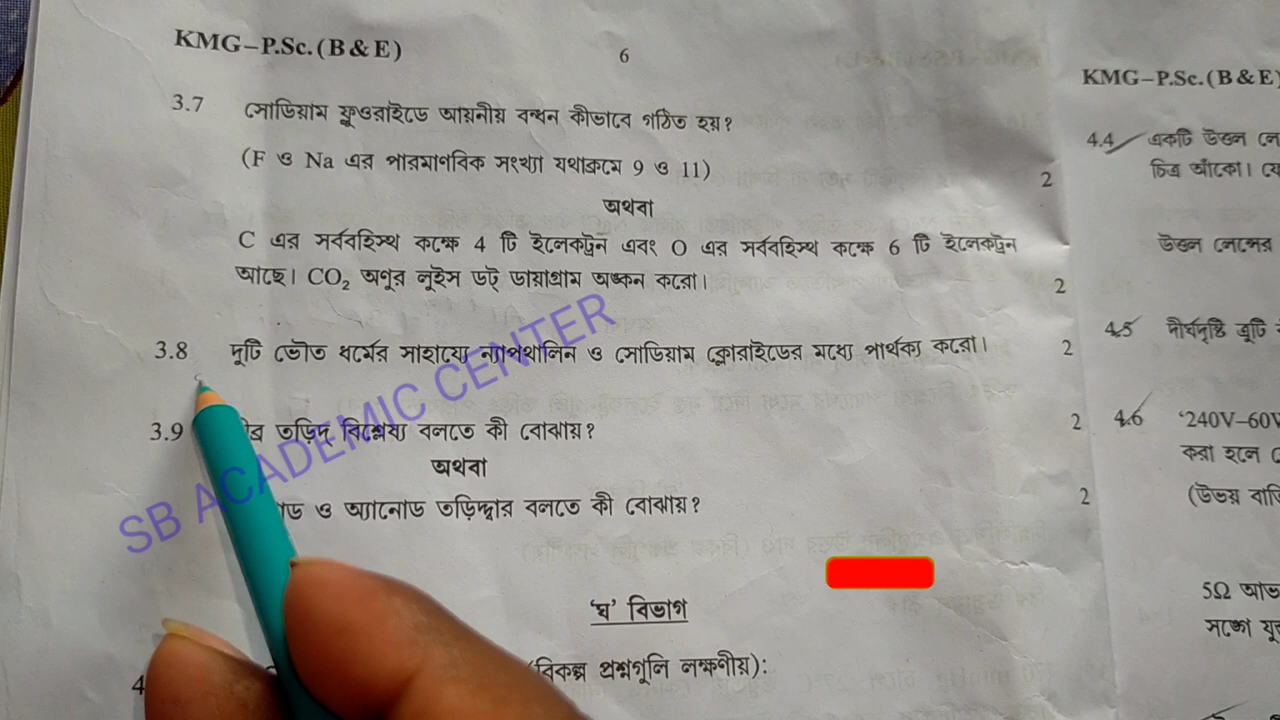 KMG–P.Sc.(B & E)
6
3.7 সোডিয়াম ফ্লুওরাইডে আয়নীয় বন্ধন কীভাবে গঠিত হয়?
(F ও Na এর পারমাণবিক সংখ্যা যথাক্রমে 9 ও 11)
2
অথবা
C এর সর্ববহিস্থ কক্ষে 4 টি ইলেকট্রন এবং O এর সর্ববহিস্থ কক্ষে 6 টি ইলেকট্রন
আছে। CO₂ অণুর লুইস ডট্ ডায়াগ্রাম অঙ্কন করো।
2
3.8 দুটি ভৌত ধর্মের সাহায্যে ন্যাপথালিন ও সোডিয়াম ক্লোরাইডের মধ্যে পার্থক্য করো।
2
3.9 তড়িদ্ বিশ্লেষ্য বলতে কী বোঝায়?
2
অথবা
ও অ্যানোড তড়িদ্দ্বার বলতে কী বোঝায়?
2
‘ঘ’ বিভাগ
4
(বিকল্প প্রশ্নগুলি লক্ষণীয়):
SB ACADEMIC CENTER
KMG–P.Sc.(B & E)
4.4 একটি উত্তল
চিত্র আঁকো।
উত্তল লেন্সের
4.5 দীর্ঘদৃষ্টি ত্রুটি
4.6 ‘240V–60
করা হলে
(উভয়
5Ω
সঙ্গে